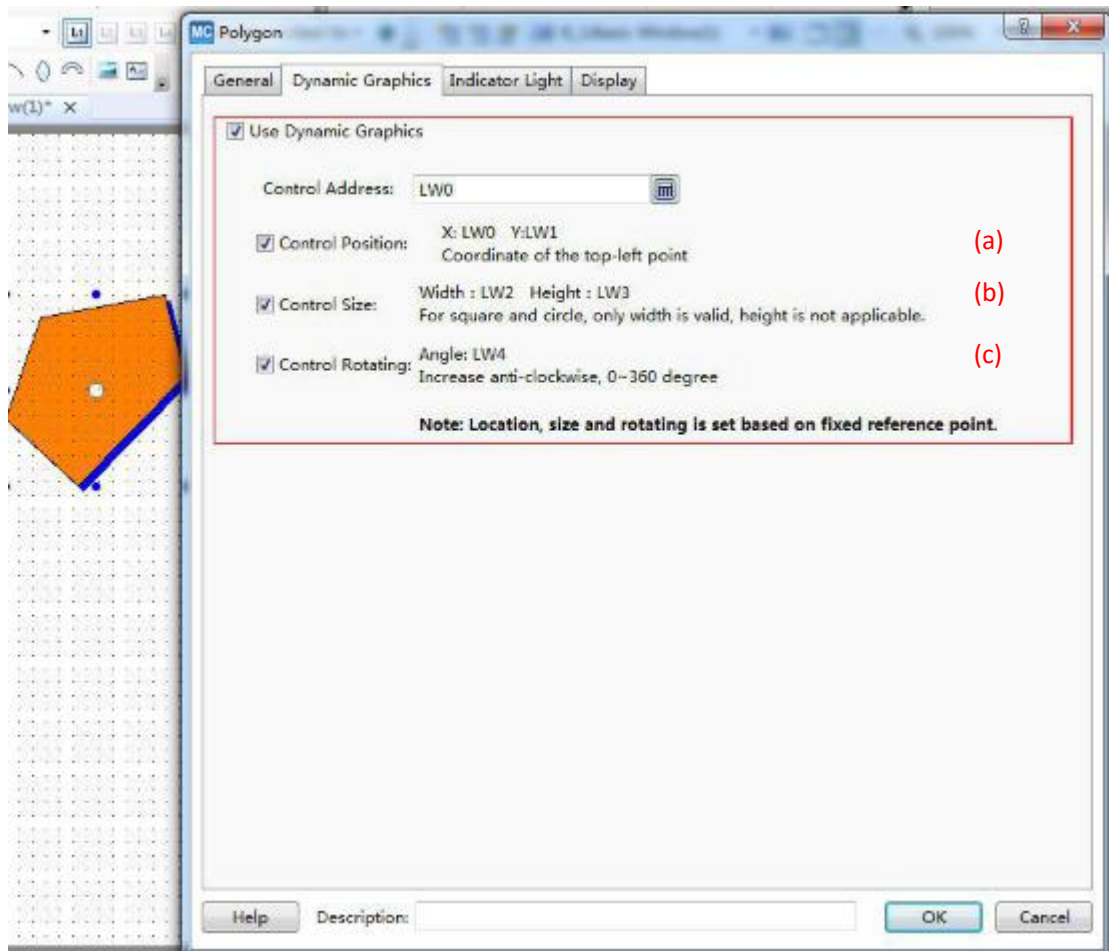 MC Polygon
w(1)* X
General Dynamic Graphics Indicator Light Display
Use Dynamic Graphics
Control Address: LW0
Control Position: X: LW0 Y:LW1 (a)
Coordinate of the top-left point
Control Size: Width : LW2 Height : LW3 (b)
For square and circle, only width is valid, height is not applicable.
Control Rotating: Angle: LW4 (c)
Increase anti-clockwise, 0~360 degree
Note: Location, size and rotating is set based on fixed reference point.
Help Description: OK Cancel